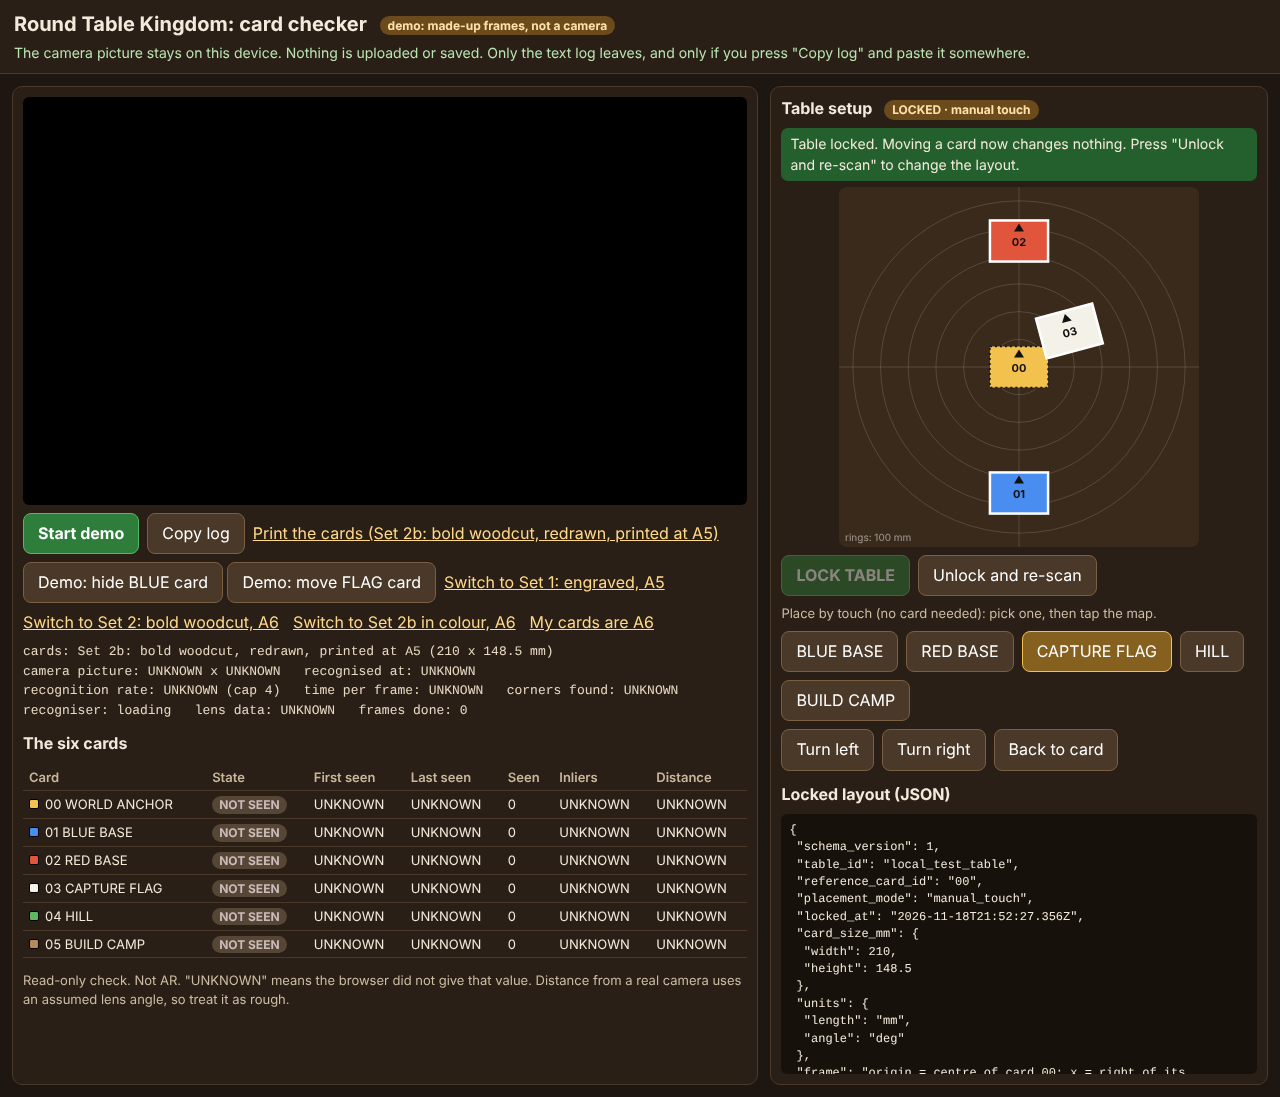 Round Table Kingdom: card checker demo: made-up frames, not a camera
The camera picture stays on this device. Nothing is uploaded or saved. Only the text log leaves, and only if you press "Copy log" and paste it somewhere.
Start demo Copy log Print the cards (Set 2b: bold woodcut, redrawn, printed at A5)
Demo: hide BLUE card Demo: move FLAG card Switch to Set 1: engraved, A5
Switch to Set 2: bold woodcut, A6 Switch to Set 2b in colour, A6 My cards are A6
cards: Set 2b: bold woodcut, redrawn, printed at A5 (210 x 148.5 mm)
camera picture: UNKNOWN x UNKNOWN recognised at: UNKNOWN
recognition rate: UNKNOWN (cap 4) time per frame: UNKNOWN corners found: UNKNOWN
recogniser: loading lens data: UNKNOWN frames done: 0
The six cards
Card State First seen Last seen Seen Inliers Distance
00 WORLD ANCHOR NOT SEEN UNKNOWN UNKNOWN 0 UNKNOWN UNKNOWN
01 BLUE BASE NOT SEEN UNKNOWN UNKNOWN 0 UNKNOWN UNKNOWN
02 RED BASE NOT SEEN UNKNOWN UNKNOWN 0 UNKNOWN UNKNOWN
03 CAPTURE FLAG NOT SEEN UNKNOWN UNKNOWN 0 UNKNOWN UNKNOWN
04 HILL NOT SEEN UNKNOWN UNKNOWN 0 UNKNOWN UNKNOWN
05 BUILD CAMP NOT SEEN UNKNOWN UNKNOWN 0 UNKNOWN UNKNOWN
Read-only check. Not AR. "UNKNOWN" means the browser did not give that value. Distance from a real camera uses
an assumed lens angle, so treat it as rough.
Table setup LOCKED · manual touch
Table locked. Moving a card now changes nothing. Press "Unlock
and re-scan" to change the layout.
02
03
00
01
rings: 100 mm
LOCK TABLE Unlock and re-scan
Place by touch (no card needed): pick one, then tap the map.
BLUE BASE RED BASE CAPTURE FLAG HILL
BUILD CAMP
Turn left Turn right Back to card
Locked layout (JSON)
{
"schema_version": 1,
"table_id": "local_test_table",
"reference_card_id": "00",
"placement_mode": "manual_touch",
"locked_at": "2026-11-18T21:52:27.356Z",
"card_size_mm": {
"width": 210,
"height": 148.5
},
"units": {
"length": "mm",
"angle": "deg"
},
"frame": "origin = centre of card 00; x = right of its